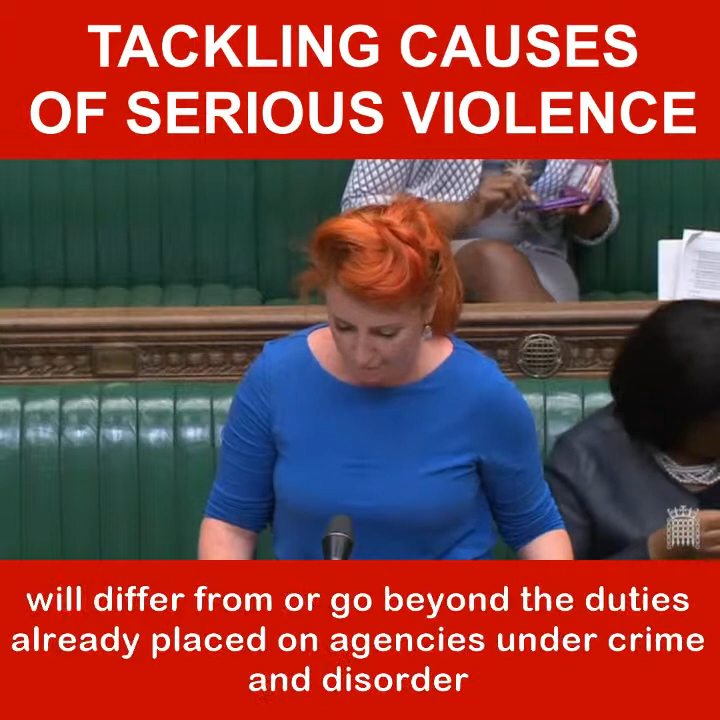 TACKLING CAUSES
OF SERIOUS VIOLENCE
will differ from or go beyond the duties
already placed on agencies under crime
and disorder